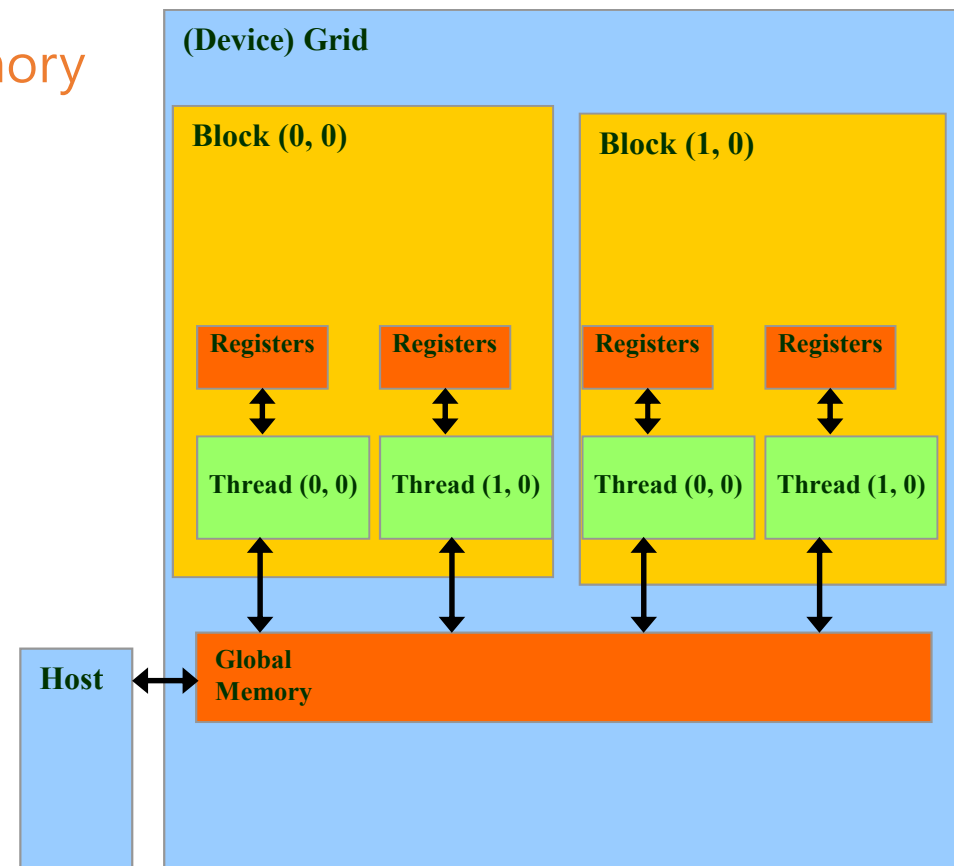 (Device) Grid
Block (0, 0)
Block (1, 0)
Registers
Registers
Registers
Registers
Thread (0, 0)
Thread (1, 0)
Thread (0, 0)
Thread (1, 0)
Global
Memory
Host